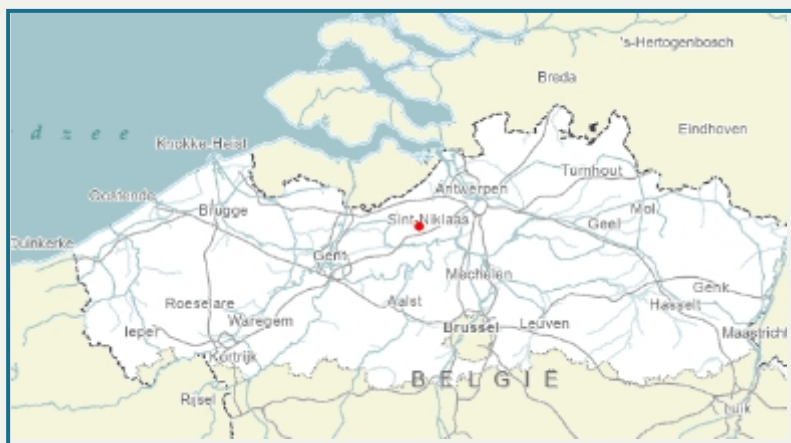 's-Hertogenbosch
Breda
Eindhoven
d z e e
Knokke-Heist
Turnhout
Antwerpen
Oostende
Brugge
Sint-Niklaas
Mol
Geel
Duinkerke
Gent
Mechelen
Genk
Roeselare
Aalst
Hasselt
Ieper
Waregem
Brussel
Leuven
Maastricht
Kortrijk
BELGIË
Rijsel
Luik